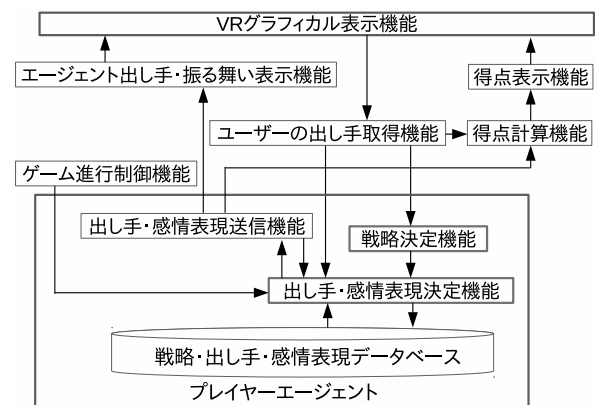 VRグラフィカル表示機能
エージェント出し手・振る舞い表示機能
得点表示機能
ユーザーの出し手取得機能
得点計算機能
ゲーム進行制御機能
出し手・感情表現送信機能
戦略決定機能
出し手・感情表現決定機能
戦略・出し手・感情表現データベース
プレイヤーエージェント